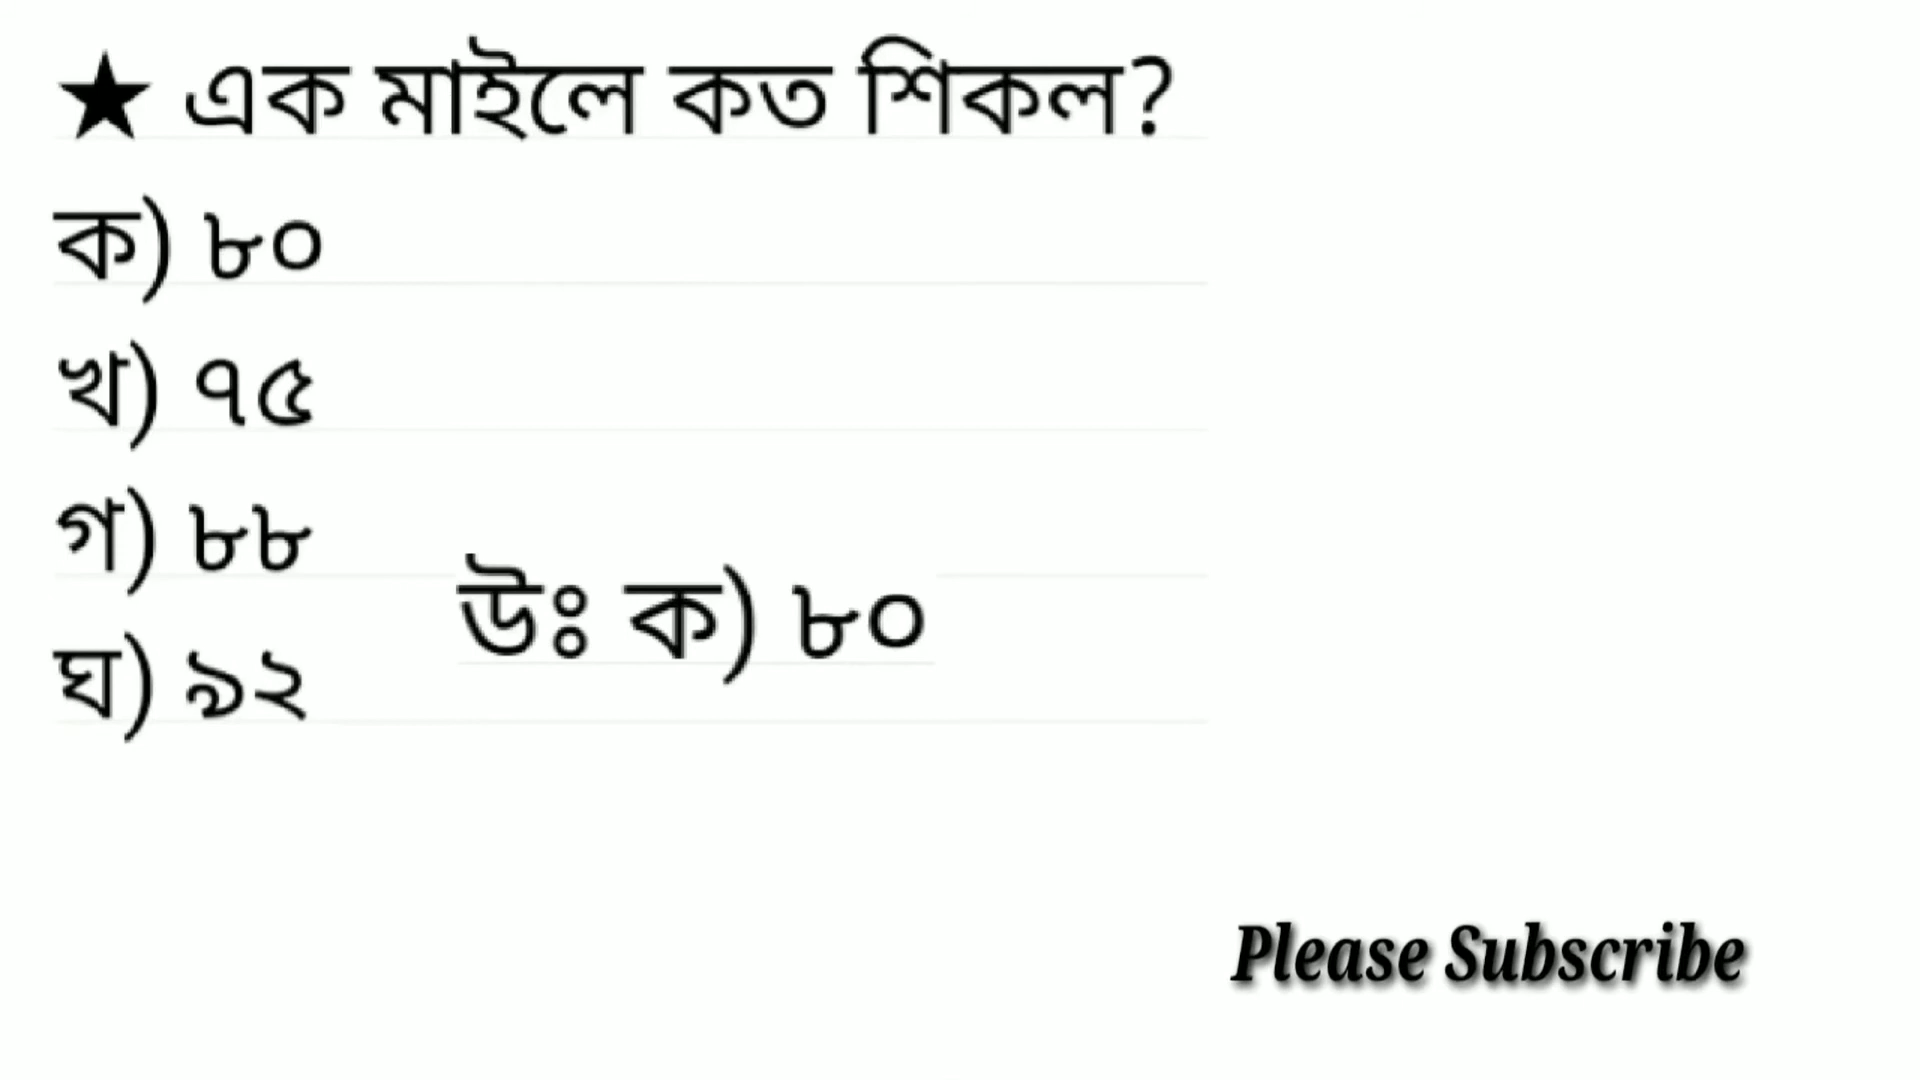 ★ এক মাইলে কত শিকল?
ক) ৮০
খ) ৭৫
গ) ৮৮
উঃ ক) ৮০
ঘ) ৯২
Please Subscribe